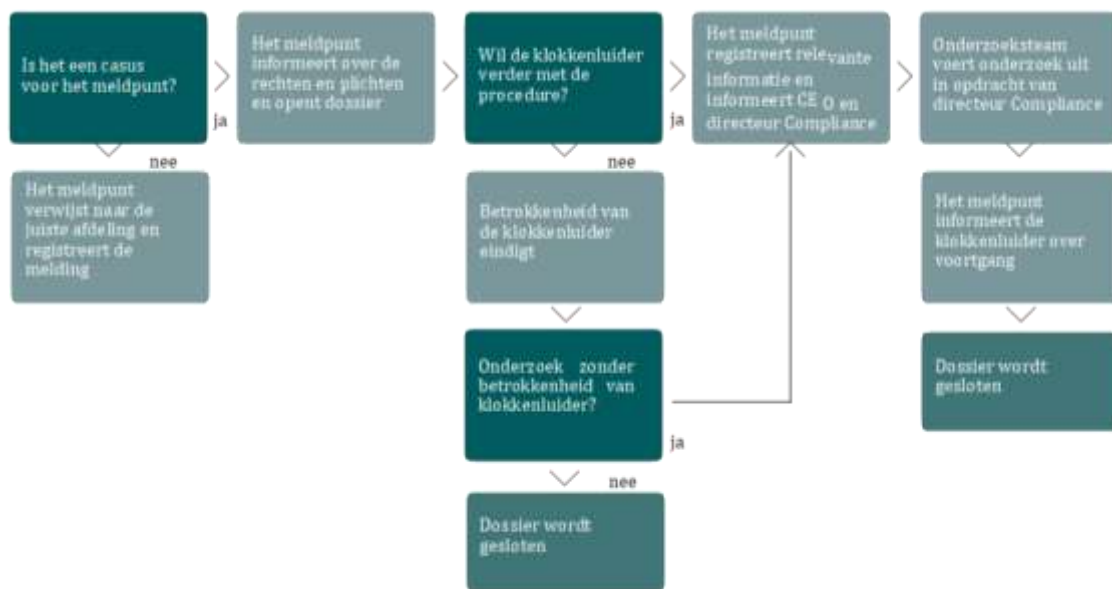 Is het een casus
voor het meldpunt?
ja
nee
Het meldpunt
verwijst naar de
juiste afdeling en
registreert de
melding
Het meldpunt
informeert over de
rechten en plichten
en opent dossier
Wil de klokkenluider
verder met de
procedure?
ja
nee
Betrokkenheid van
de klokkenluider
eindigt
Onderzoek zonder
betrokkenheid van
klokkenluider?
ja
nee
Dossier wordt
gesloten
Het meldpunt
registreert relevante
informatie en
informeert CE O en
directeur Compliance
Onderzoeksteam
voert onderzoek uit
in opdracht van
directeur Compliance
Het meldpunt
informeert de
klokkenluider over
voortgang
Dossier wordt
gesloten